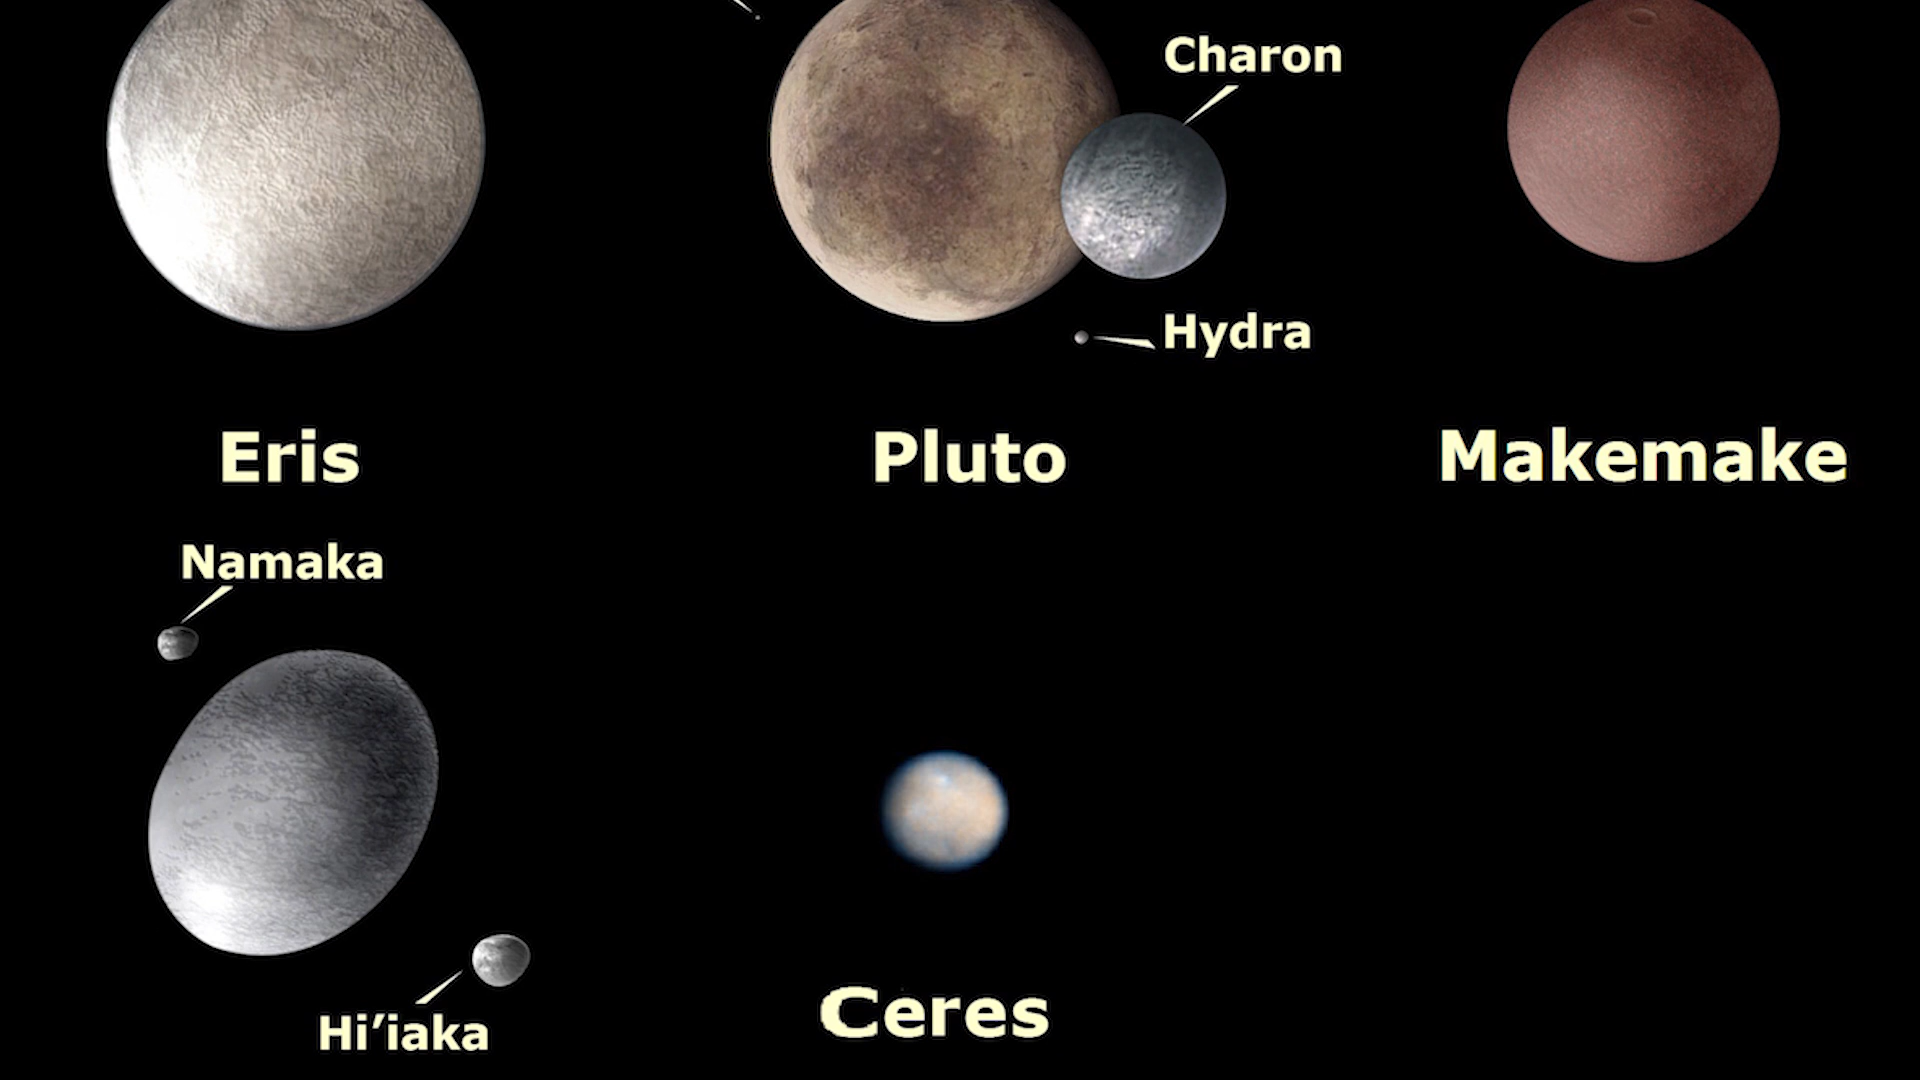 Charon
Hydra
Eris
Pluto
Makemake
Namaka
Hi’iaka
Ceres